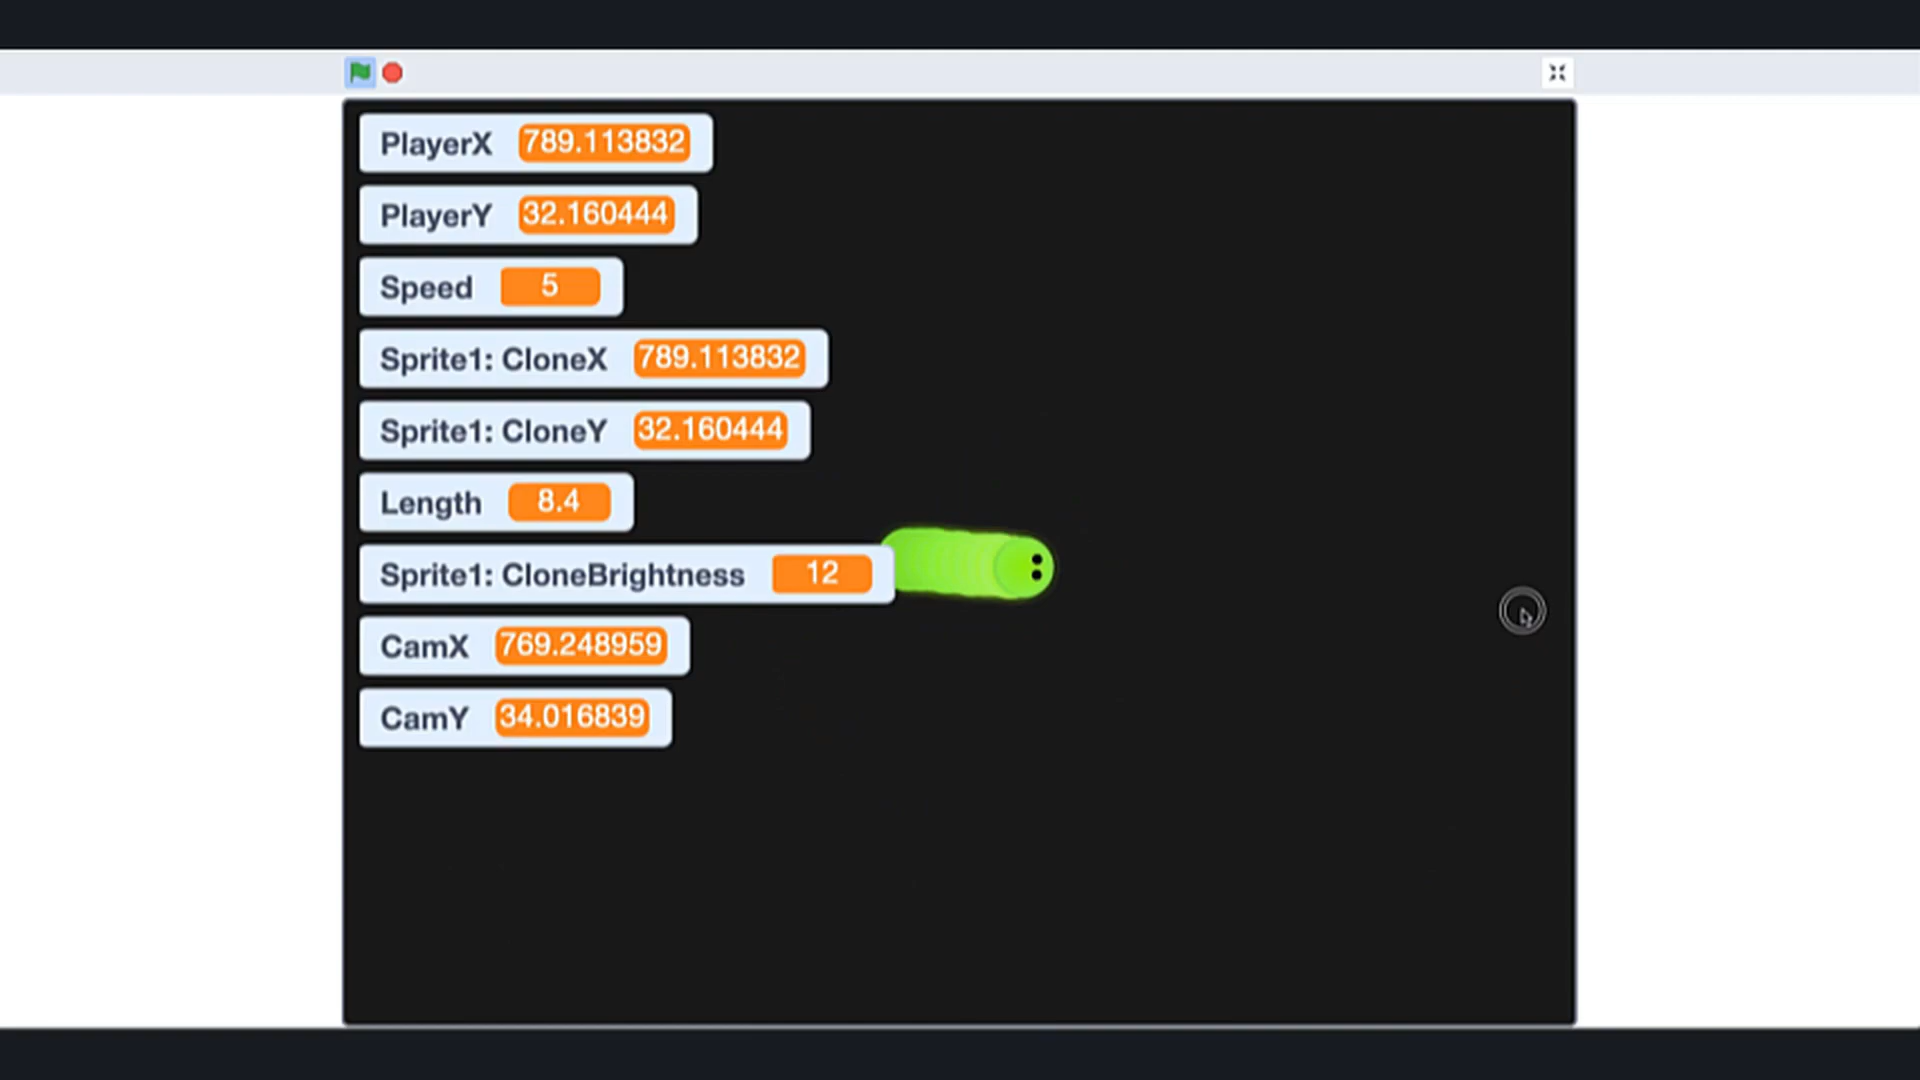 PlayerX 789.113832
PlayerY 32.160444
Speed 5
Sprite1: CloneX 789.113832
Sprite1: CloneY 32.160444
Length 8.4
Sprite1: CloneBrightness 12
CamX 769.248959
CamY 34.016839